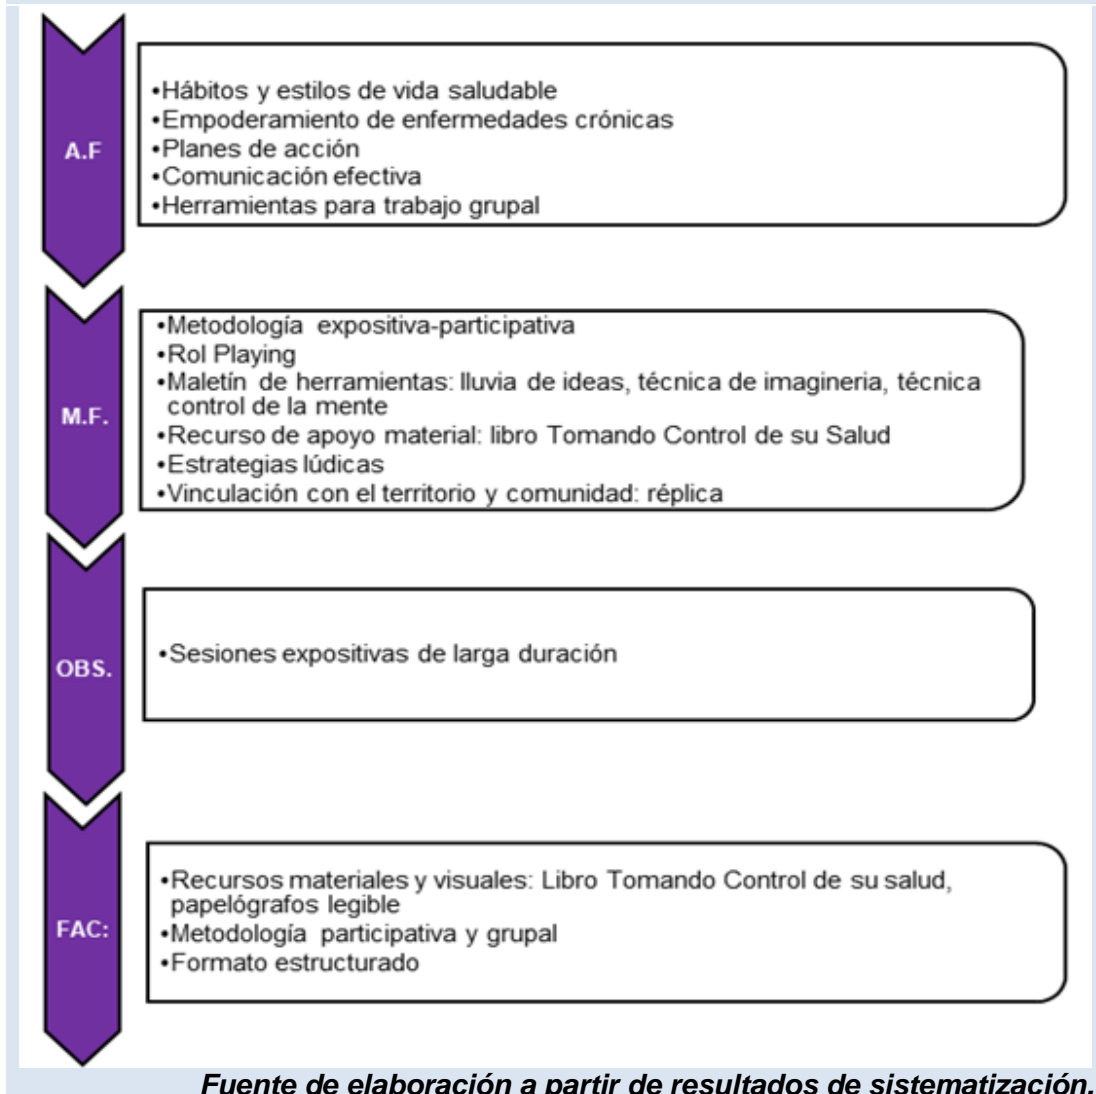 A.F
•Hábitos y estilos de vida saludable
•Empoderamiento de enfermedades crónicas
•Planes de acción
•Comunicación efectiva
•Herramientas para trabajo grupal
M.F.
•Metodología expositiva-participativa
•Rol Playing
•Maletín de herramientas: lluvia de ideas, técnica de imagineria, técnica
control de la mente
•Recurso de apoyo material: libro Tomando Control de su Salud
•Estrategias lúdicas
•Vinculación con el territorio y comunidad: réplica
OBS.
•Sesiones expositivas de larga duración
FAC:
•Recursos materiales y visuales: Libro Tomando Control de su salud,
papelógrafos legible
•Metodología participativa y grupal
•Formato estructurado
Fuente de elaboración a partir de resultados de sistematización.